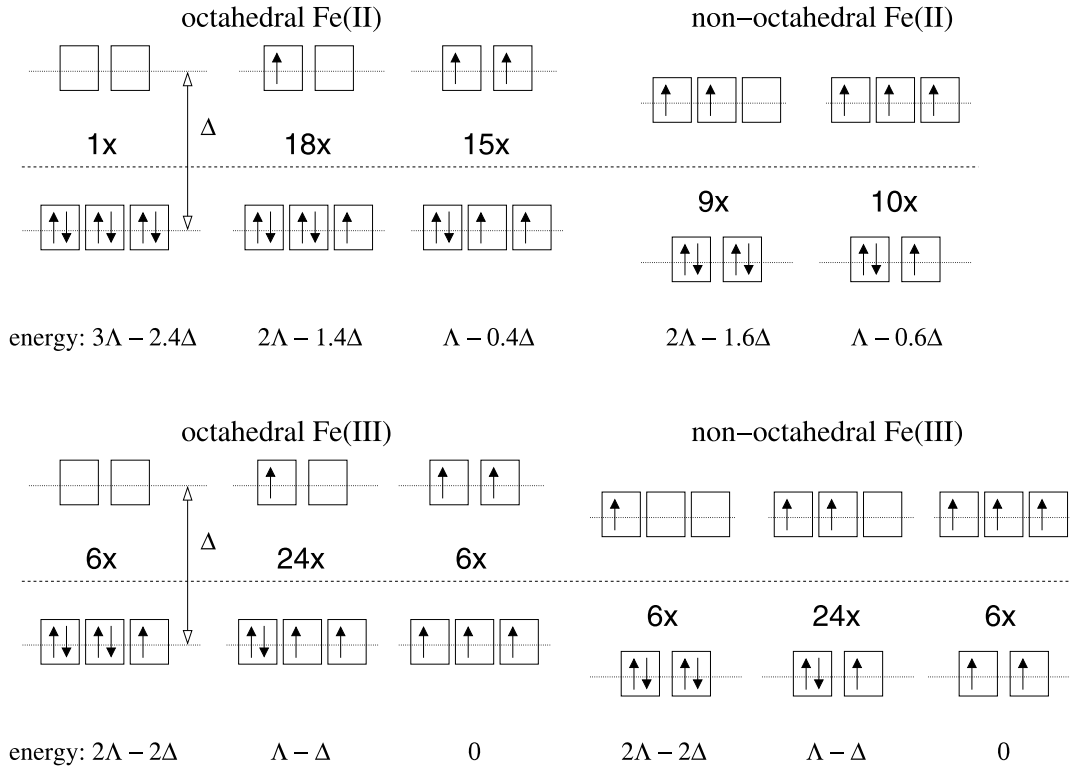 octahedral Fe(II)
non−octahedral Fe(II)
Δ
1x
18x
15x
9x
10x
energy: 3Λ − 2.4Δ
2Λ − 1.4Δ
Λ − 0.4Δ
2Λ − 1.6Δ
Λ − 0.6Δ
octahedral Fe(III)
non−octahedral Fe(III)
Δ
6x
24x
6x
6x
24x
6x
energy: 2Λ − 2Δ
Λ − Δ
0
2Λ − 2Δ
Λ − Δ
0